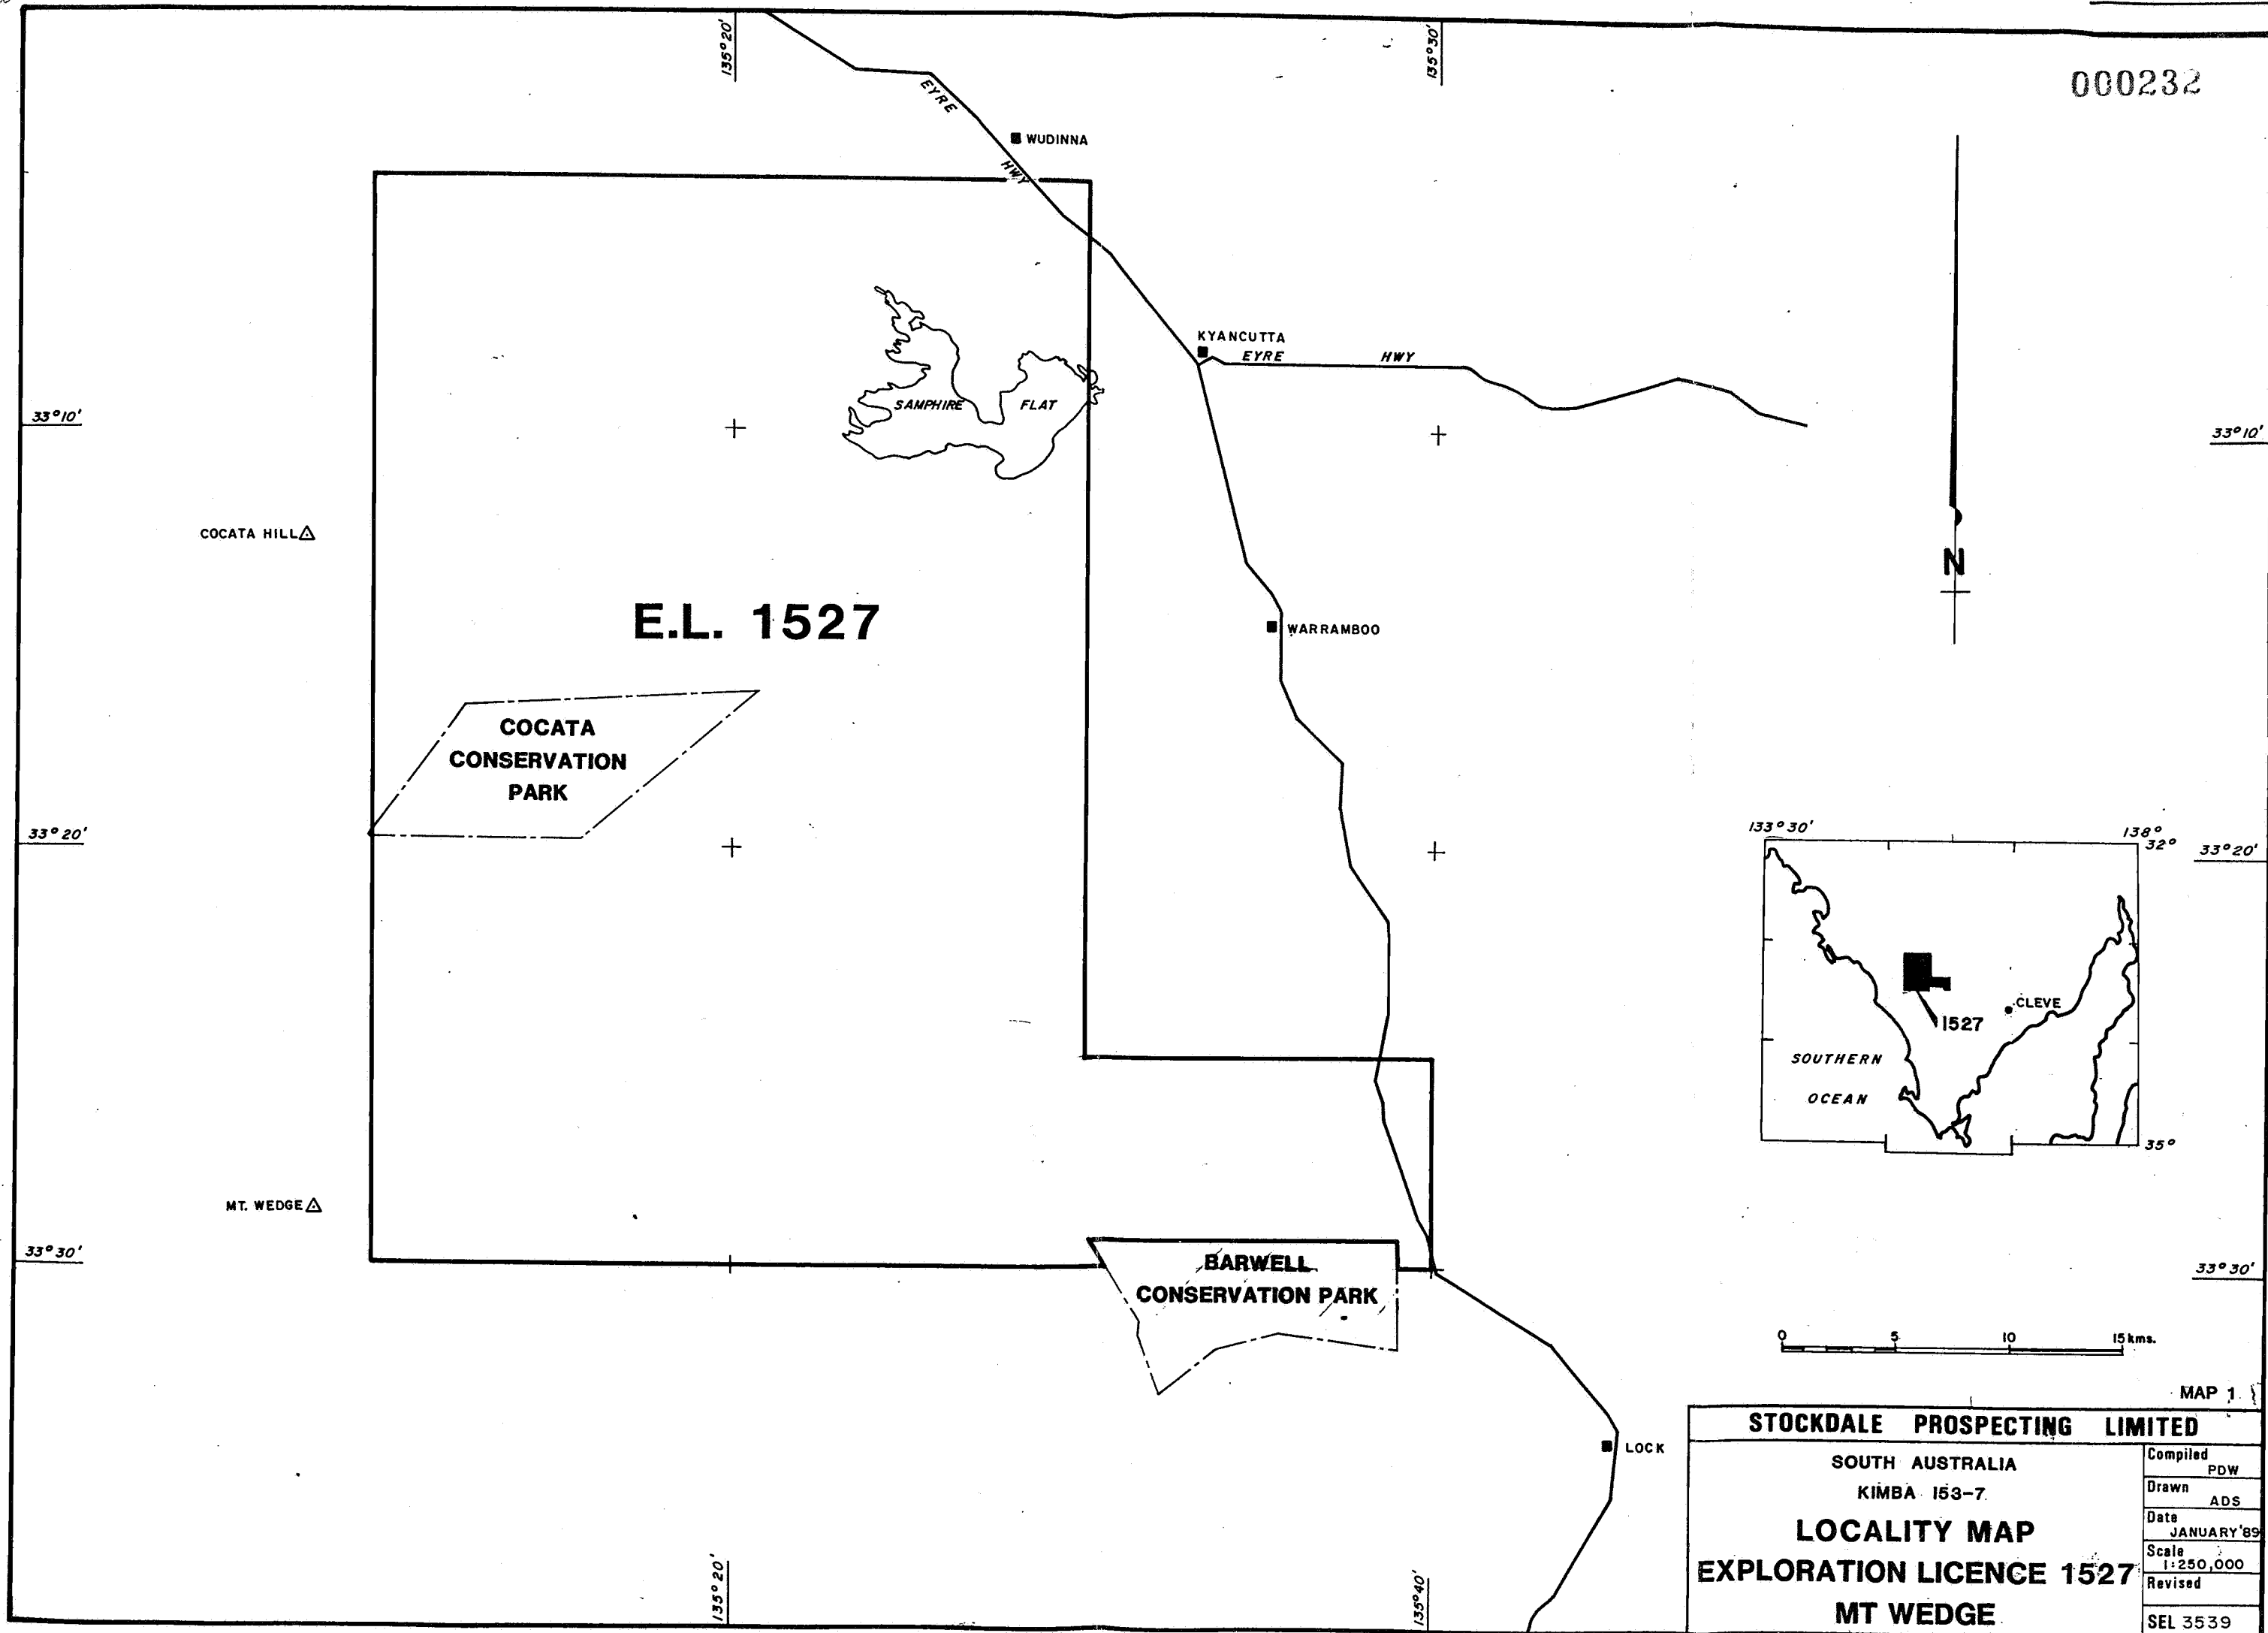 135°20'
135°30'
000232
EYRE
HWY
WUDINNA
KYANCUTTA
EYRE HWY
SAMPHIRE FLAT
33°10'
33°10'
COCATA HILL
N
E.L. 1527
WARRAMBOO
COCATA
CONSERVATION
PARK
33°20'
33°20'
133°30'
138°
32°
CLEVE
1527
SOUTHERN
OCEAN
35°
MT. WEDGE
33°30'
33°30'
BARWELL
CONSERVATION PARK
0 5 10 15 kms.
MAP 1
LOCK
135°20'
135°40'
STOCKDALE PROSPECTING LIMITED
SOUTH AUSTRALIA
KIMBA 153-7
LOCALITY MAP
EXPLORATION LICENCE 1527
MT WEDGE
Compiled
PDW
Drawn
ADS
Date
JANUARY'89
Scale
1:250,000
Revised
SEL 3539